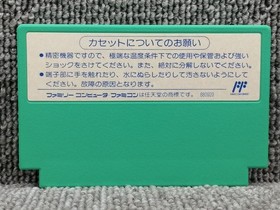 カセットについてのお願い
●精密機器ですので、極端な温度条件下での使用や保管および強い
ショックをさけてください。また、絶対に分解しないでください。
●端子部に手を触れたり、水にぬらしたりして汚さないようにして
ください。故障の原因となります。
ファミリーコンピュータ・ファミコンは任天堂の商標です。